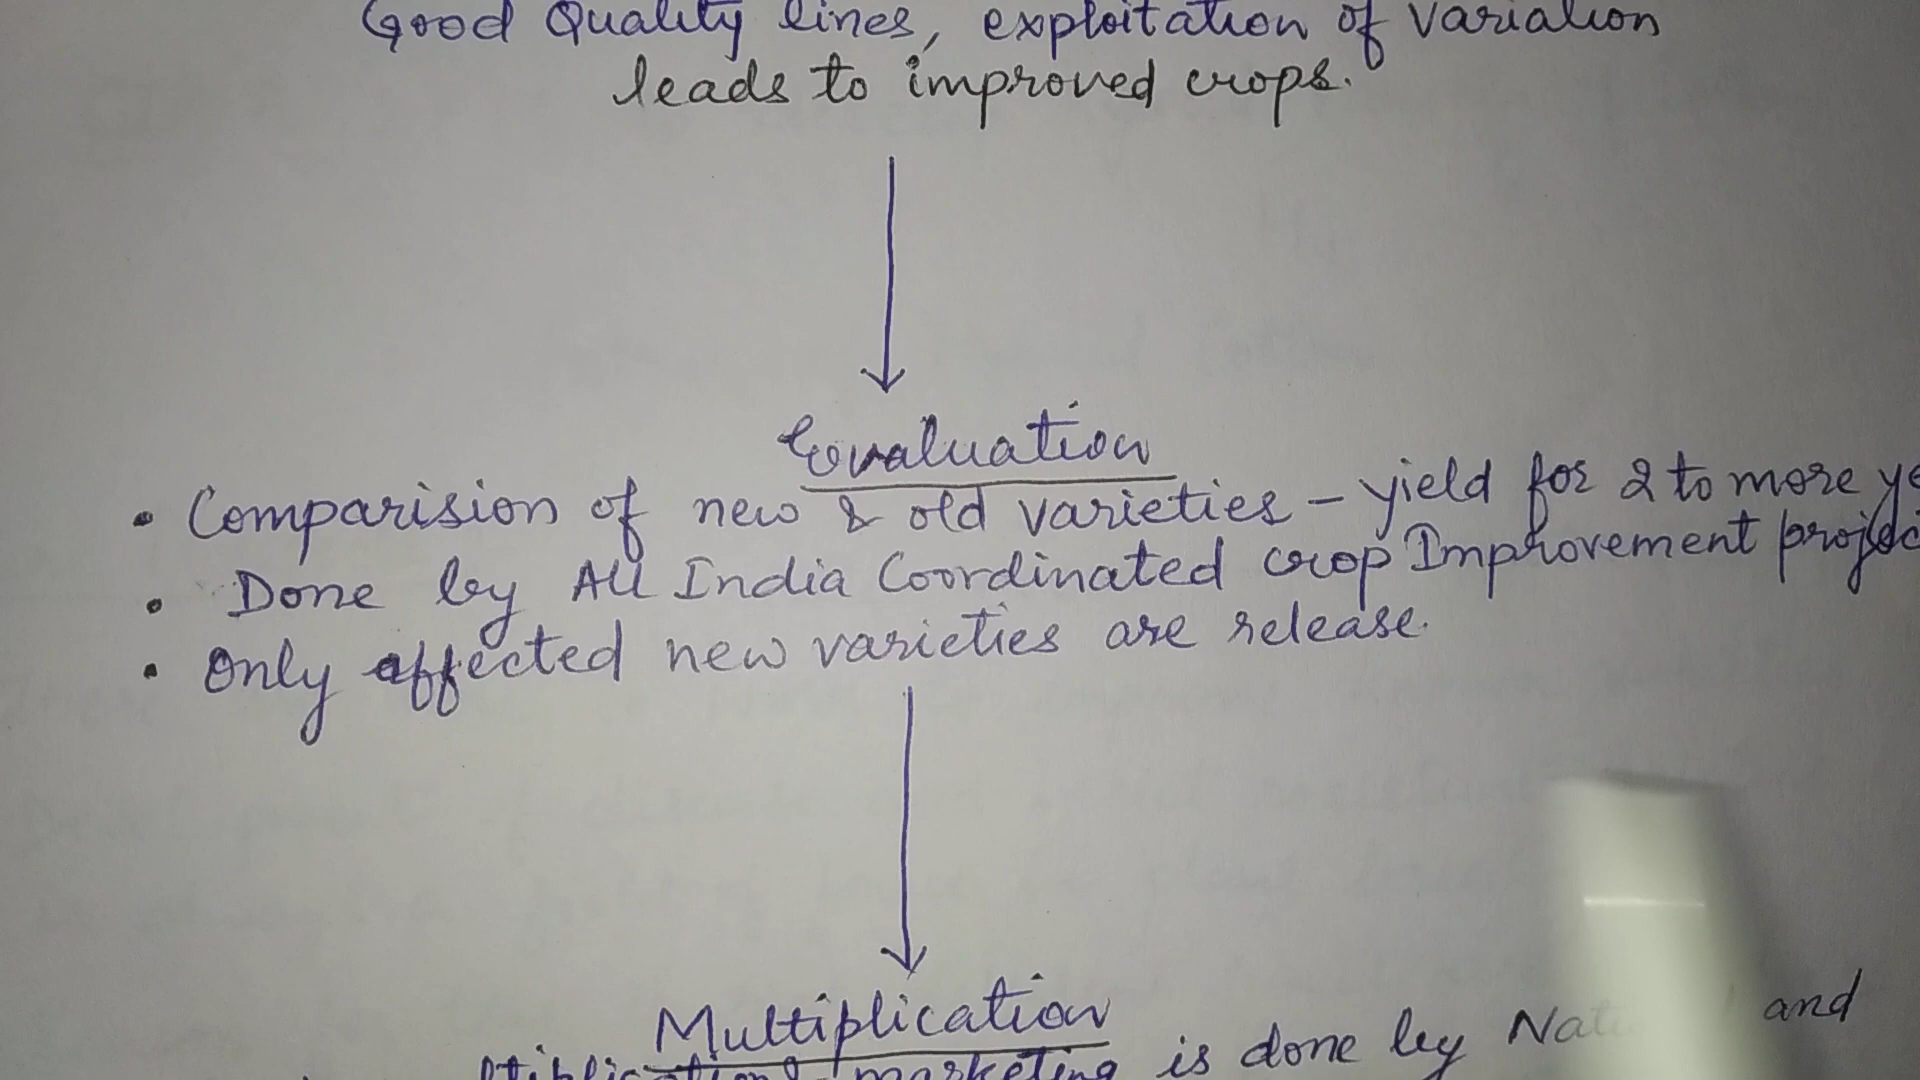 Good Quality lines, exploitation of variation
leads to improved crops.
Evaluation
• Comparision of new & old varieties - yield for 2 to more
• Done by All India Coordinated crop Improvement
• Only affected new varieties are release.
Multiplication
marketing is done by and